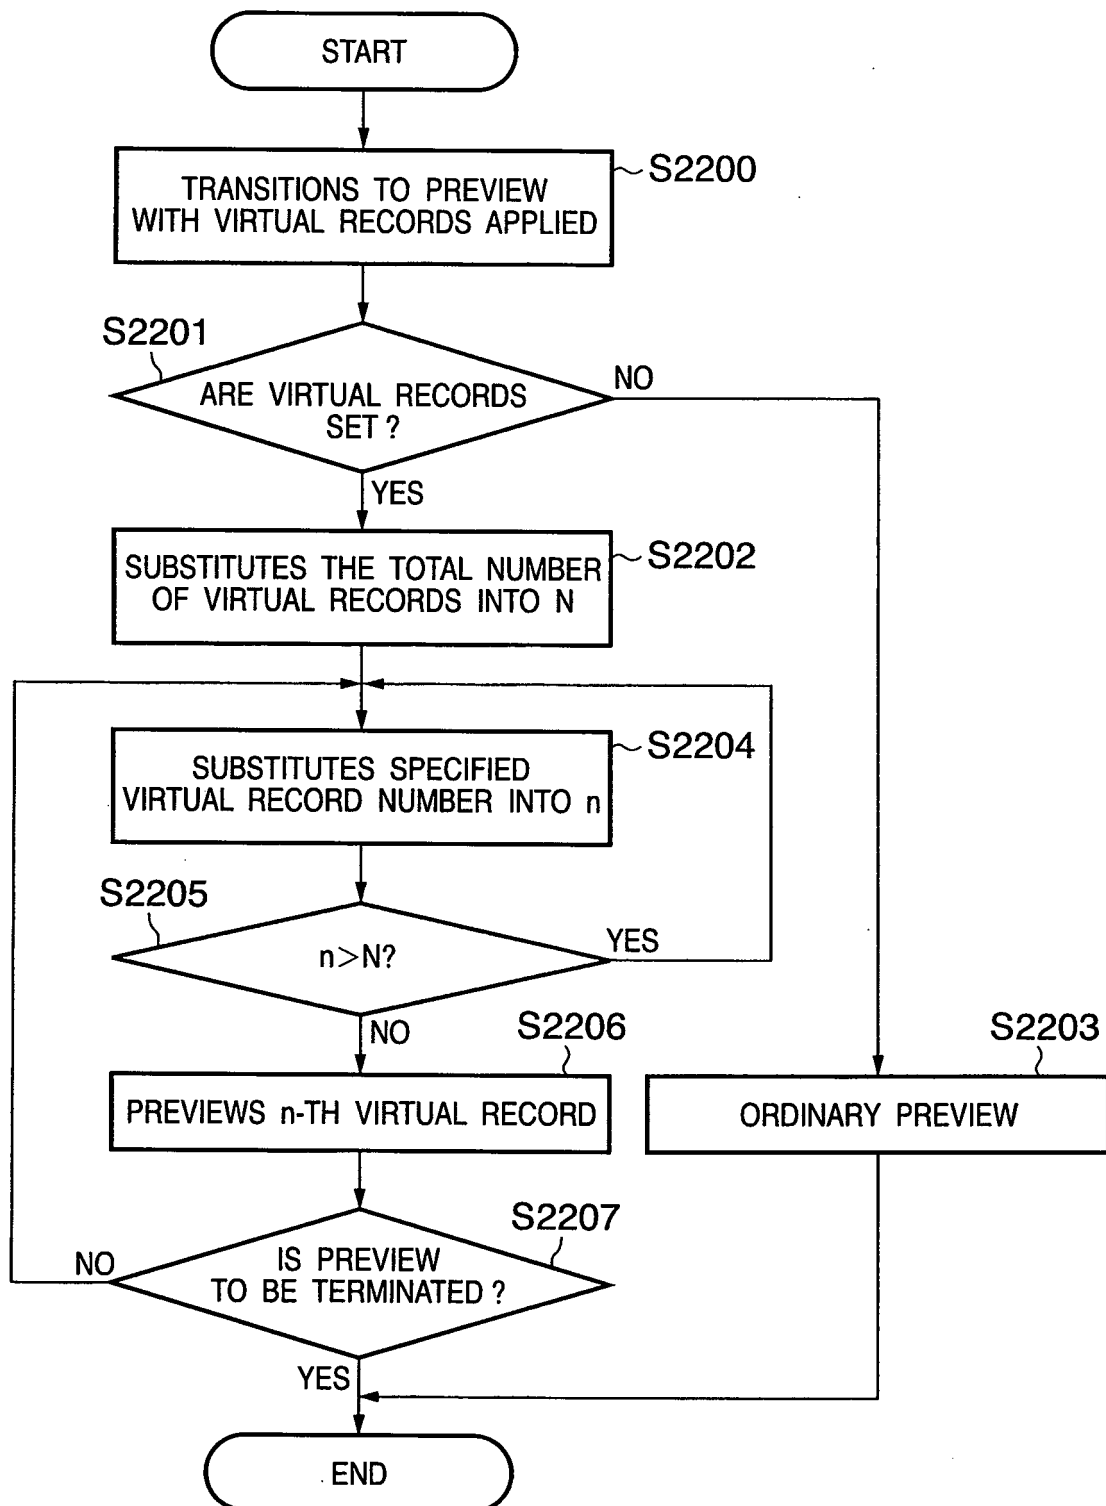 START
TRANSITIONS TO PREVIEW
WITH VIRTUAL RECORDS APPLIED
S2200
S2201
ARE VIRTUAL RECORDS
SET?
NO
YES
SUBSTITUTES THE TOTAL NUMBER
OF VIRTUAL RECORDS INTO N
S2202
SUBSTITUTES SPECIFIED
VIRTUAL RECORD NUMBER INTO n
S2204
S2205
n>N?
YES
NO
S2206
PREVIEWS n-TH VIRTUAL RECORD
S2203
ORDINARY PREVIEW
S2207
IS PREVIEW
TO BE TERMINATED?
NO
YES
END